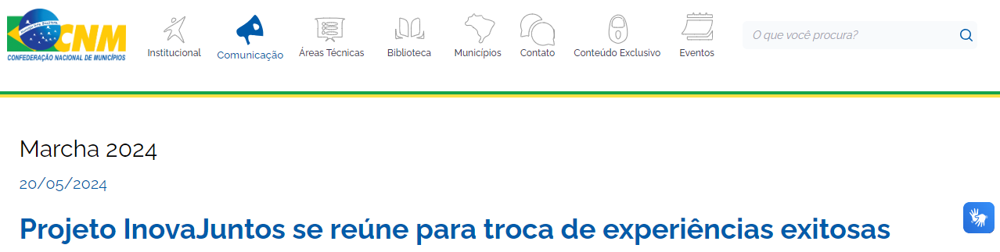 CNM
CONFEDERAÇÃO NACIONAL DE MUNICÍPIOS
Institucional
Comunicação
Áreas Técnicas
Biblioteca
Municípios
Contato
Conteúdo Exclusivo
Eventos
O que você procura?
Marcha 2024
20/05/2024
Projeto InovaJuntos se reúne para troca de experiências exitosas